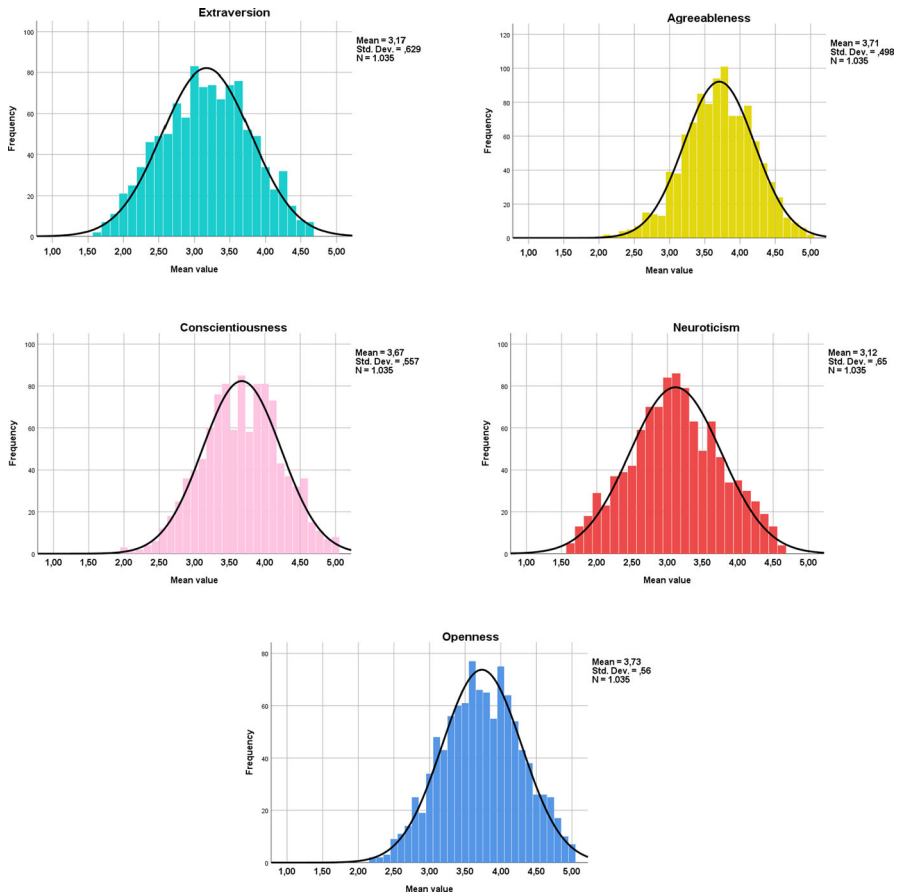 Extraversion
Mean = 3,17
Std. Dev. = ,629
N = 1.035
100
80
60
40
20
0
Frequency
1,00 1,50 2,00 2,50 3,00 3,50 4,00 4,50 5,00
Mean value
Agreeableness
Mean = 3,71
Std. Dev. = ,498
N = 1.035
120
100
80
60
40
20
0
Frequency
1,00 1,50 2,00 2,50 3,00 3,50 4,00 4,50 5,00
Mean value
Conscientiousness
Mean = 3,67
Std. Dev. = ,557
N = 1.035
100
80
60
40
20
0
Frequency
1,00 1,50 2,00 2,50 3,00 3,50 4,00 4,50 5,00
Mean value
Neuroticism
Mean = 3,12
Std. Dev. = ,65
N = 1.035
100
80
60
40
20
0
Frequency
1,00 1,50 2,00 2,50 3,00 3,50 4,00 4,50 5,00
Mean value
Openness
Mean = 3,73
Std. Dev. = ,56
N = 1.035
80
60
40
20
0
Frequency
1,00 1,50 2,00 2,50 3,00 3,50 4,00 4,50 5,00
Mean value